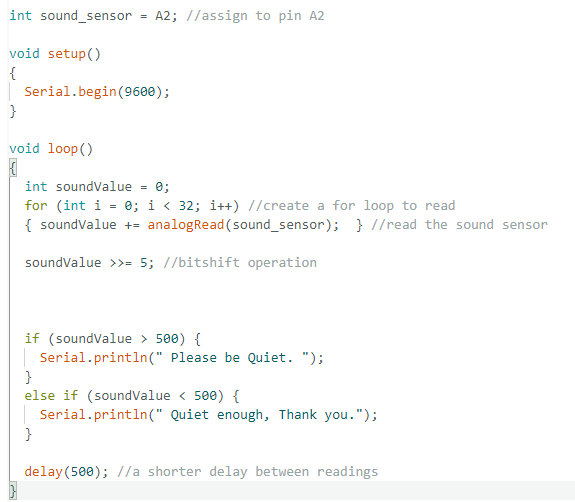 int sound_sensor = A2; //assign to pin A2
void setup()
{
Serial.begin(9600);
}
void loop()
{
int soundValue = 0;
for (int i = 0; i < 32; i++) //create a for loop to read
{ soundValue += analogRead(sound_sensor);  } //read the sound sensor
soundValue >>= 5; //bitshift operation
if (soundValue > 500) {
Serial.println(" Please be Quiet. ");
}
else if (soundValue < 500) {
Serial.println(" Quiet enough, Thank you.");
}
delay(500); //a shorter delay between readings
}